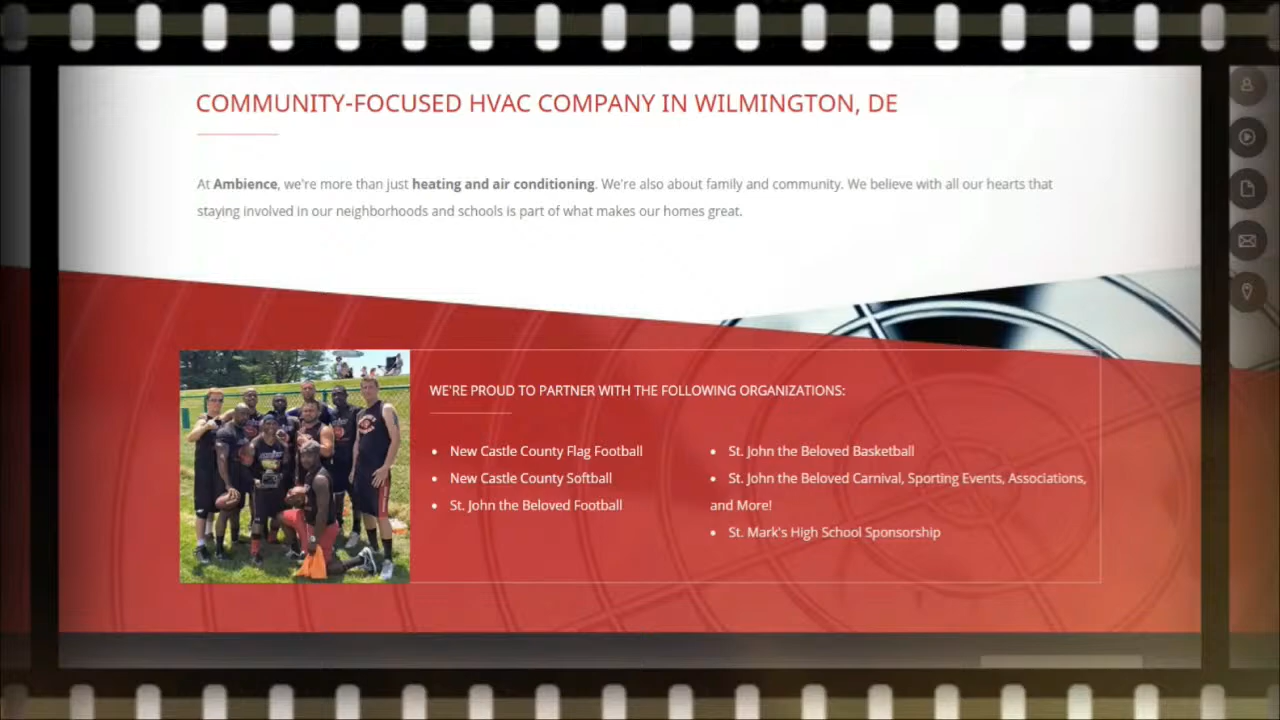 COMMUNITY-FOCUSED HVAC COMPANY IN WILMINGTON, DE
At Ambience, we're more than just heating and air conditioning. We're also about family and community. We believe with all our hearts that
staying involved in our neighborhoods and schools is part of what makes our homes great.
WE'RE PROUD TO PARTNER WITH THE FOLLOWING ORGANIZATIONS:
• New Castle County Flag Football
• New Castle County Softball
• St. John the Beloved Football
• St. John the Beloved Basketball
• St. John the Beloved Carnival, Sporting Events, Associations,
and More!
• St. Mark's High School Sponsorship